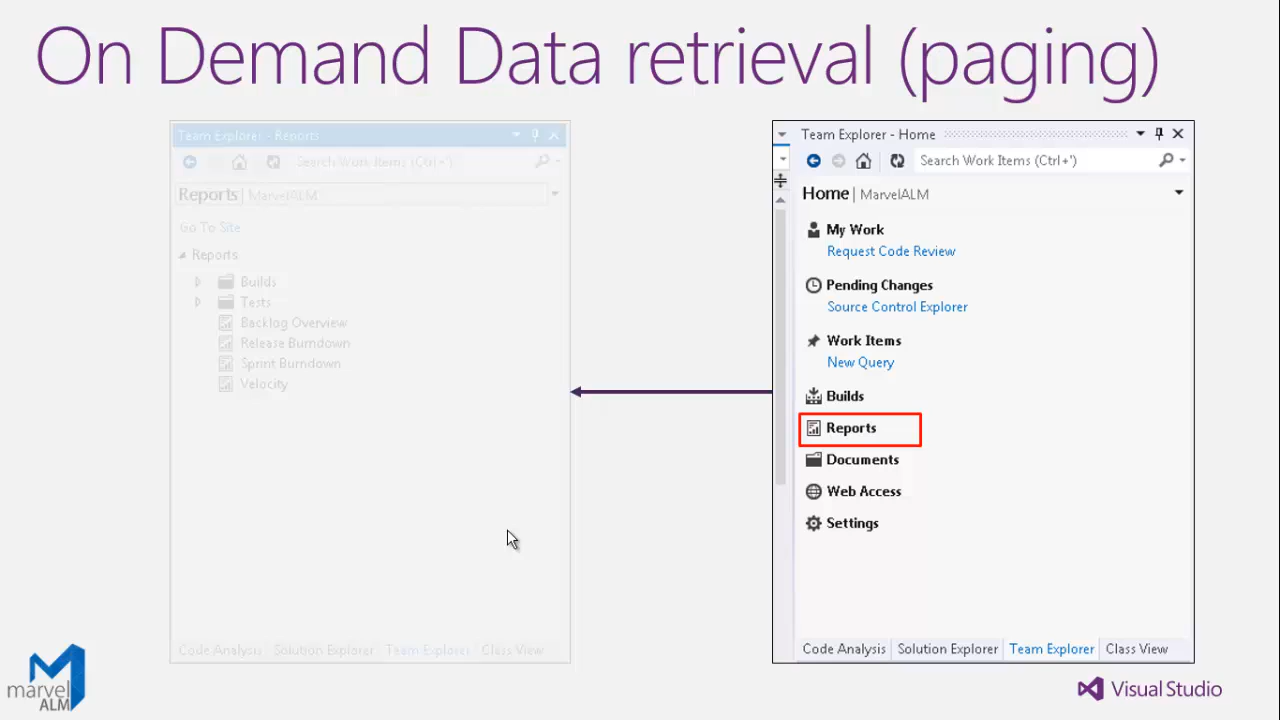 On Demand Data retrieval (paging)
Team Explorer - Reports
Search Work Items (Ctrl+')
Reports | MarvelALM
Go To Site
Reports
Builds
Tests
Backlog Overview
Release Burndown
Sprint Burndown
Velocity
Code Analysis Solution Explorer Team Explorer Class View
Team Explorer - Home
Search Work Items (Ctrl+')
Home | MarvelALM
My Work
Request Code Review
Pending Changes
Source Control Explorer
Work Items
New Query
Builds
Reports
Documents
Web Access
Settings
Code Analysis Solution Explorer Team Explorer Class View
marvel
ALM
Visual Studio